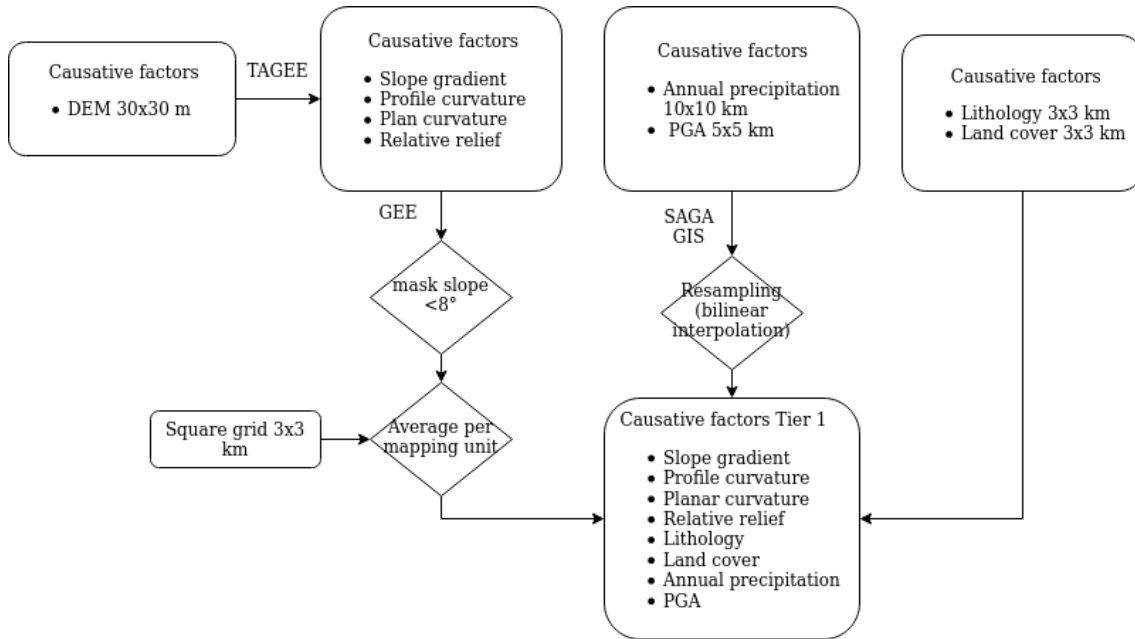 Causative factors
• DEM 30x30 m
TAGEE
Causative factors
• Slope gradient
• Profile curvature
• Plan curvature
• Relative relief
Causative factors
• Annual precipitation
10x10 km
• PGA 5x5 km
Causative factors
• Lithology 3x3 km
• Land cover 3x3 km
GEE
SAGA
GIS
mask slope
<8°
Resampling
(bilinear
interpolation)
Square grid 3x3
km
Average per
mapping unit
Causative factors Tier 1
• Slope gradient
• Profile curvature
• Planar curvature
• Relative relief
• Lithology
• Land cover
• Annual precipitation
• PGA